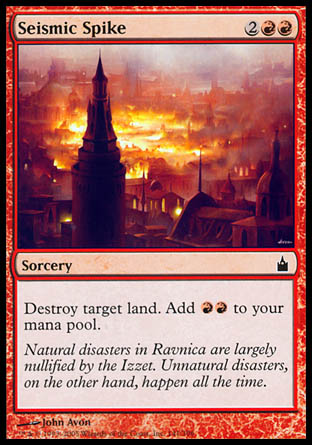 Seismic Spike 2
Sorcery
Destroy target land. Add to your
mana pool.
Natural disasters in Ravnica are largely
nullified by the Izzet. Unnatural disasters,
on the other hand, happen all the time.
John Avon